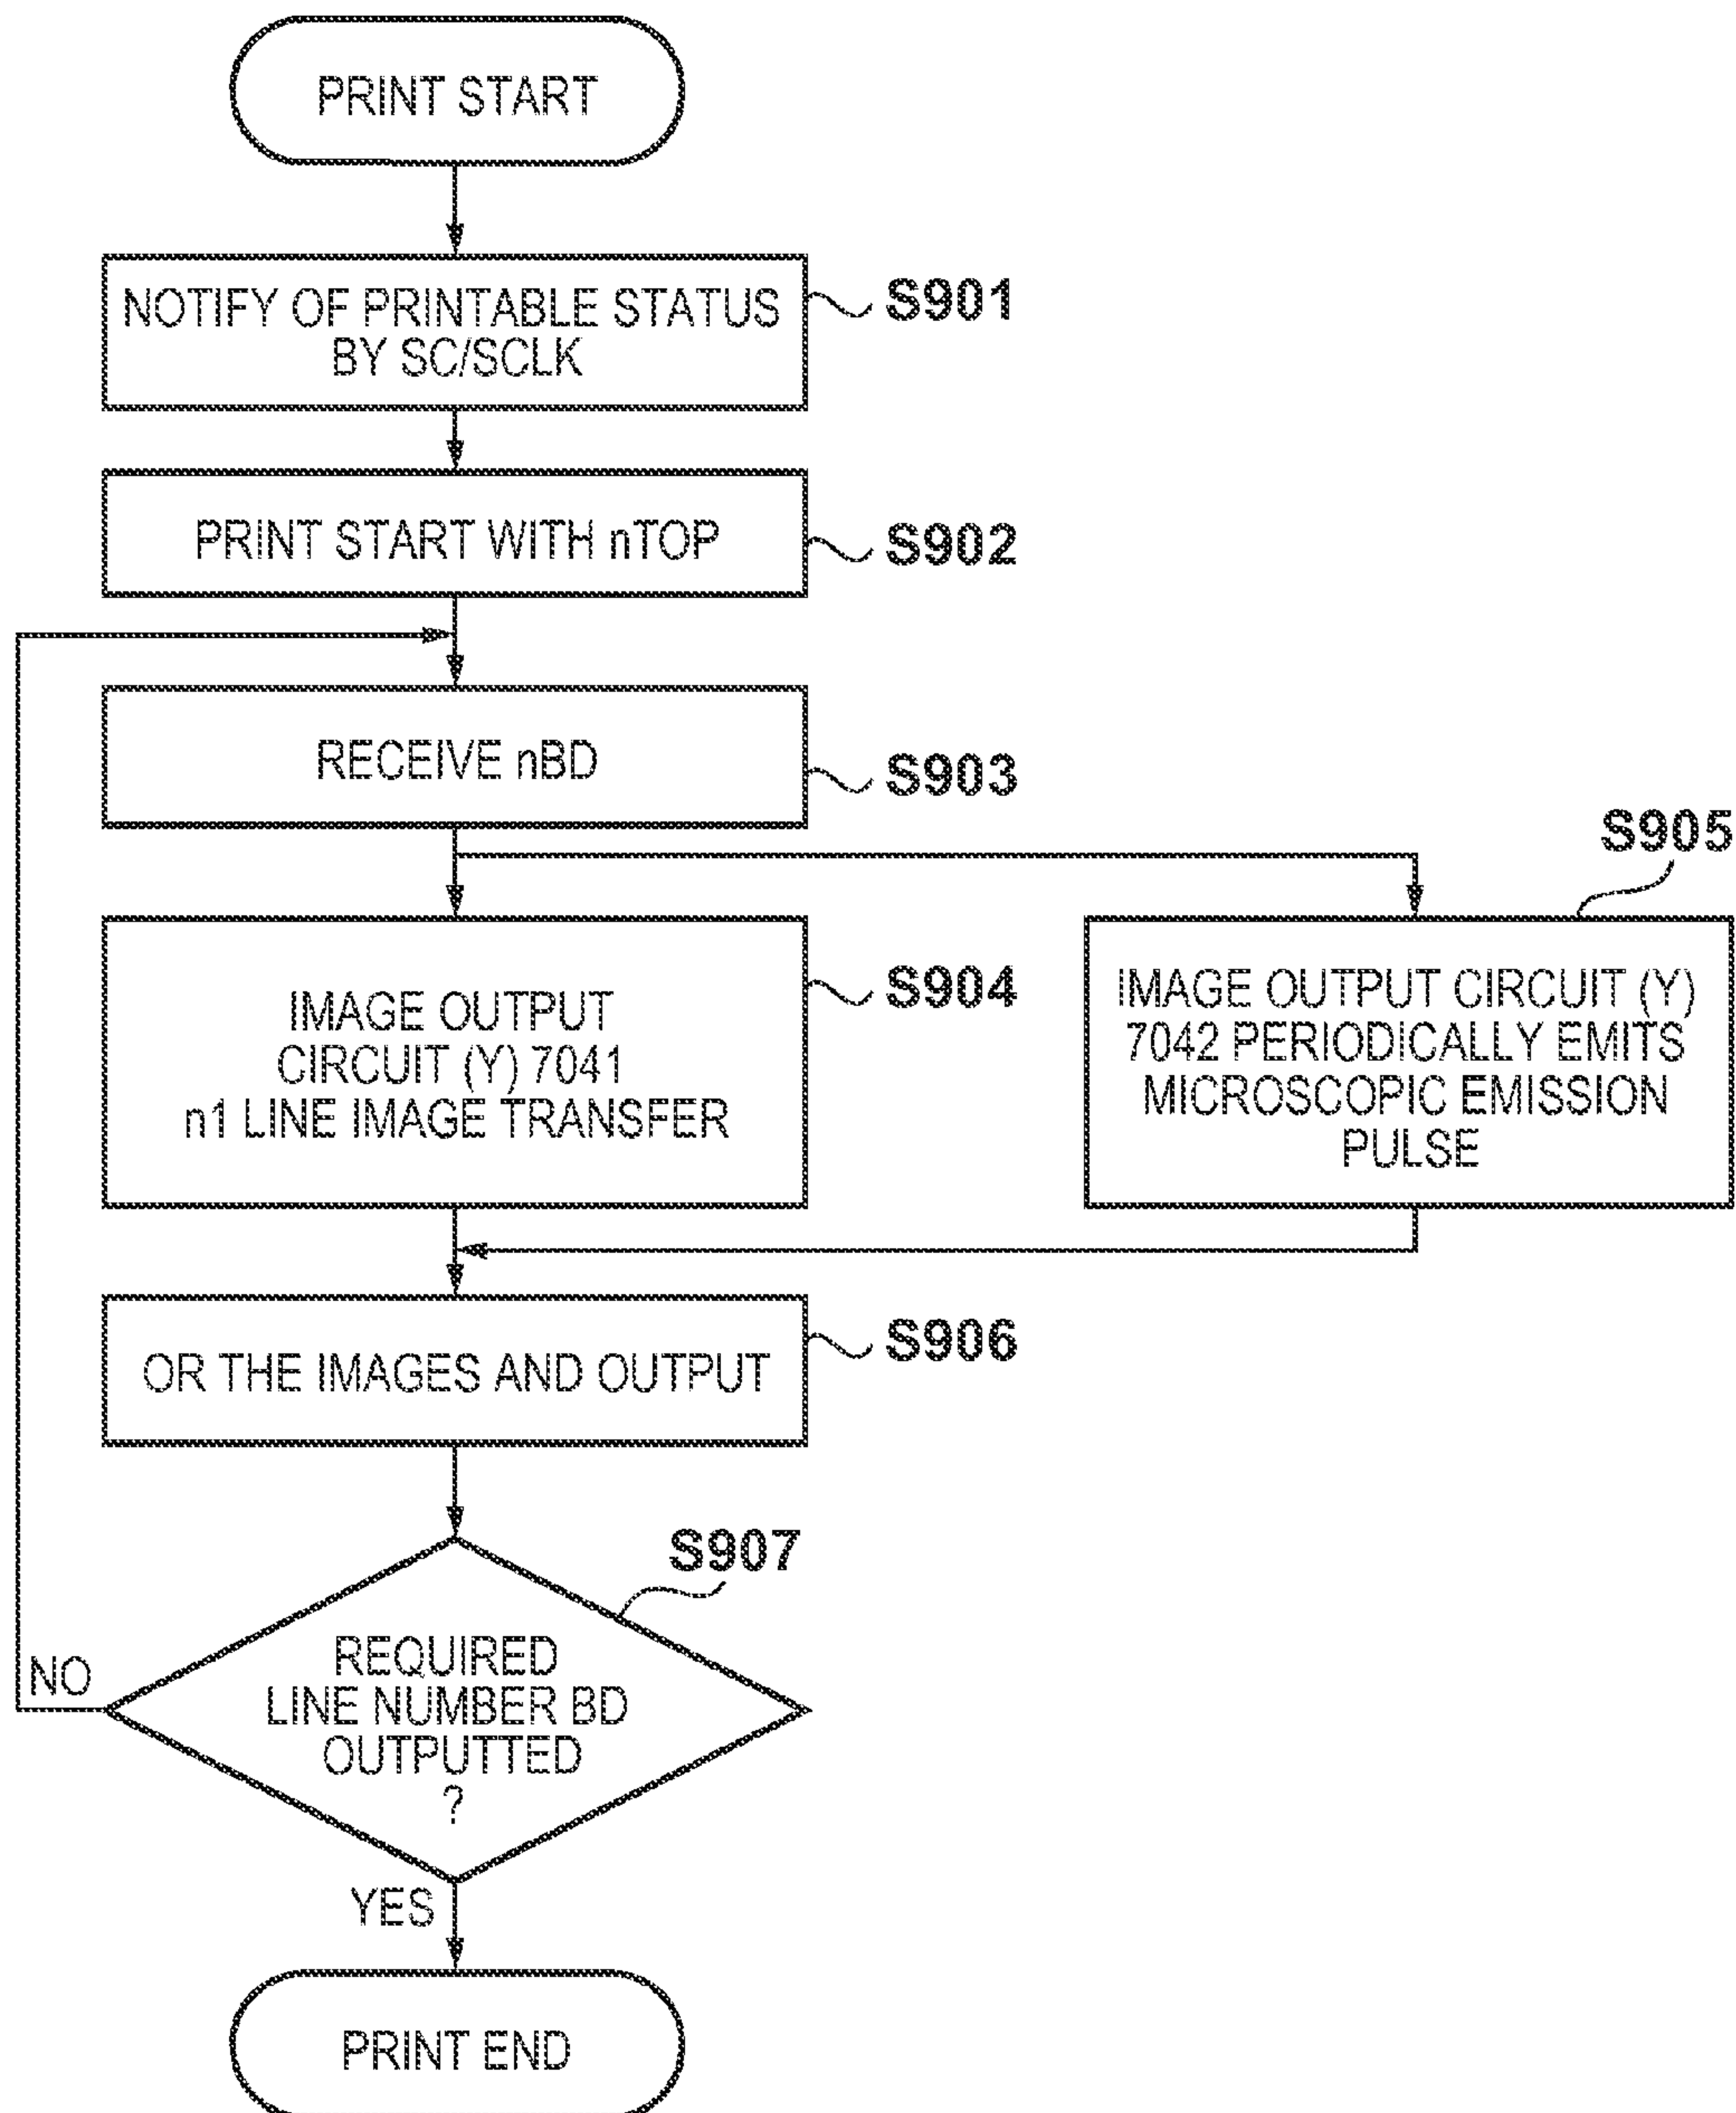 PRINT START
NOTIFY OF PRINTABLE STATUS
BY SC/SCLK
S901
PRINT START WITH nTOP
S902
RECEIVE nBD
S903
IMAGE OUTPUT
CIRCUIT (Y) 7041
n1 LINE IMAGE TRANSFER
S904
S905
IMAGE OUTPUT CIRCUIT (Y)
7042 PERIODICALLY EMITS
MICROSCOPIC EMISSION
PULSE
OR THE IMAGES AND OUTPUT
S906
S907
REQUIRED
LINE NUMBER BD
OUTPUTTED
?
NO
YES
PRINT END